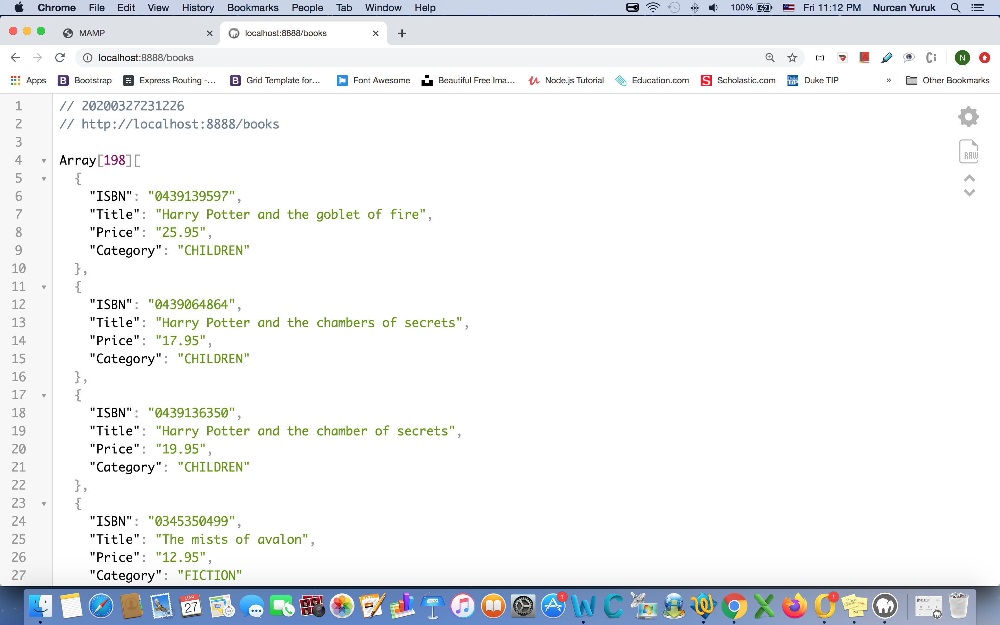 Chrome File Edit View History Bookmarks People Tab Window Help 100% Fri 11:12 PM Nurcan Yuruk
MAMP localhost:8888/books
localhost:8888/books N
Apps Bootstrap Express Routing -... Grid Template for... Font Awesome Beautiful Free Ima... Node.js Tutorial Education.com Scholastic.com Duke TIP » Other Bookmarks
1 // 20200327231226
2 // http://localhost:8888/books
3
4 Array[198][
5 {
6 "ISBN": "0439139597",
7 "Title": "Harry Potter and the goblet of fire",
8 "Price": "25.95",
9 "Category": "CHILDREN"
10 },
11 {
12 "ISBN": "0439064864",
13 "Title": "Harry Potter and the chambers of secrets",
14 "Price": "17.95",
15 "Category": "CHILDREN"
16 },
17 {
18 "ISBN": "0439136350",
19 "Title": "Harry Potter and the chamber of secrets",
20 "Price": "19.95",
21 "Category": "CHILDREN"
22 },
23 {
24 "ISBN": "0345350499",
25 "Title": "The mists of avalon",
26 "Price": "12.95",
27 "Category": "FICTION"
RAW
MAR
27
PAGES
1
1
MAMP